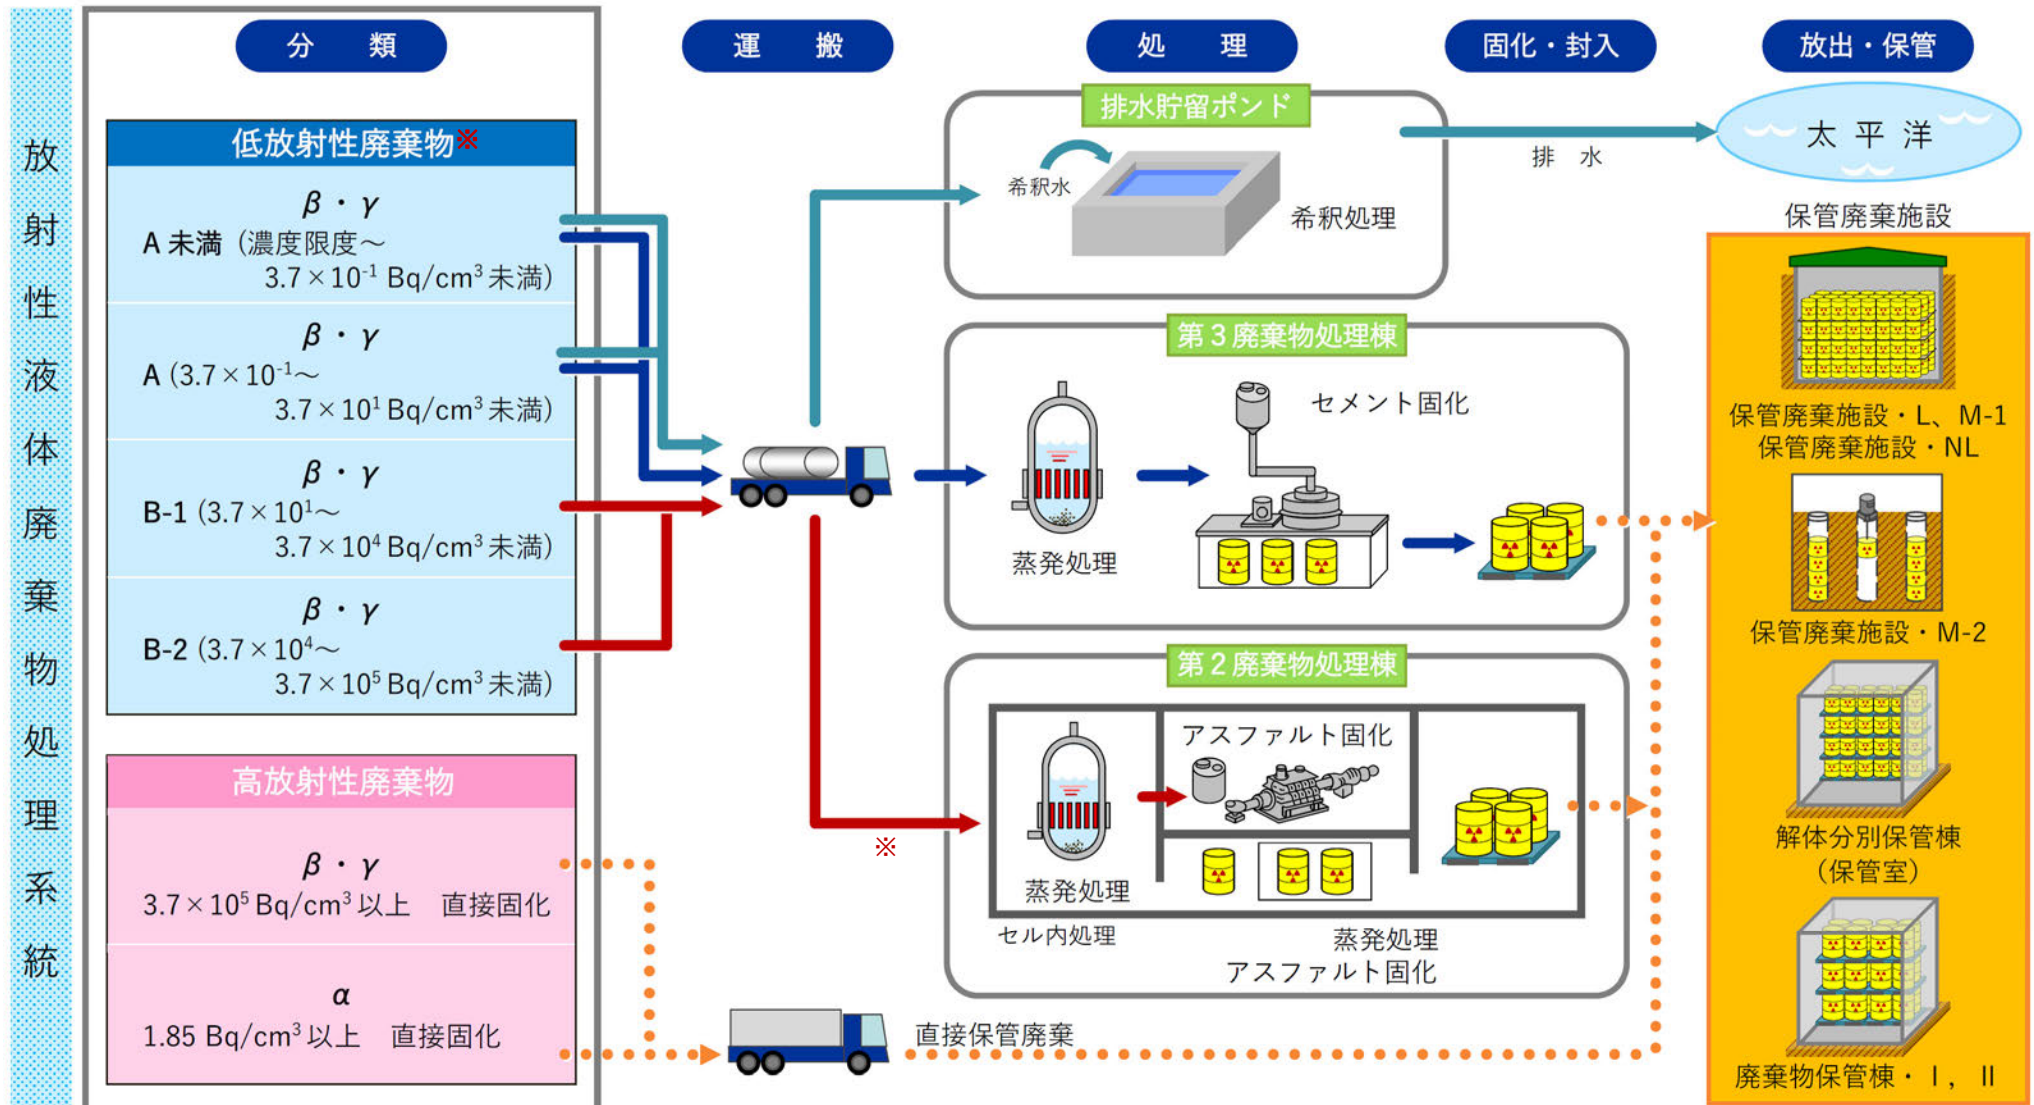 放射性液体廃棄物処理系統
分　類
運　搬
処　理
固化・封入
放出・保管
低放射性廃棄物※
β・γ
A 未満（濃度限度～
3.7×10⁻¹ Bq/cm³ 未満）
β・γ
A (3.7×10⁻¹～
3.7×10¹ Bq/cm³ 未満）
β・γ
B-1 (3.7×10¹～
3.7×10⁴ Bq/cm³ 未満）
β・γ
B-2 (3.7×10⁴～
3.7×10⁵ Bq/cm³ 未満）
高放射性廃棄物
β・γ
3.7×10⁵ Bq/cm³ 以上　直接固化
α
1.85 Bq/cm³ 以上　直接固化
※
直接保管廃棄
排水貯留ポンド
希釈水
希釈処理
排　水
第３廃棄物処理棟
蒸発処理
セメント固化
第２廃棄物処理棟
アスファルト固化
蒸発処理
セル内処理
蒸発処理
アスファルト固化
太 平 洋
保管廃棄施設
保管廃棄施設・L、M-1
保管廃棄施設・NL
保管廃棄施設・M-2
解体分別保管棟
（保管室）
廃棄物保管棟・Ⅰ，Ⅱ